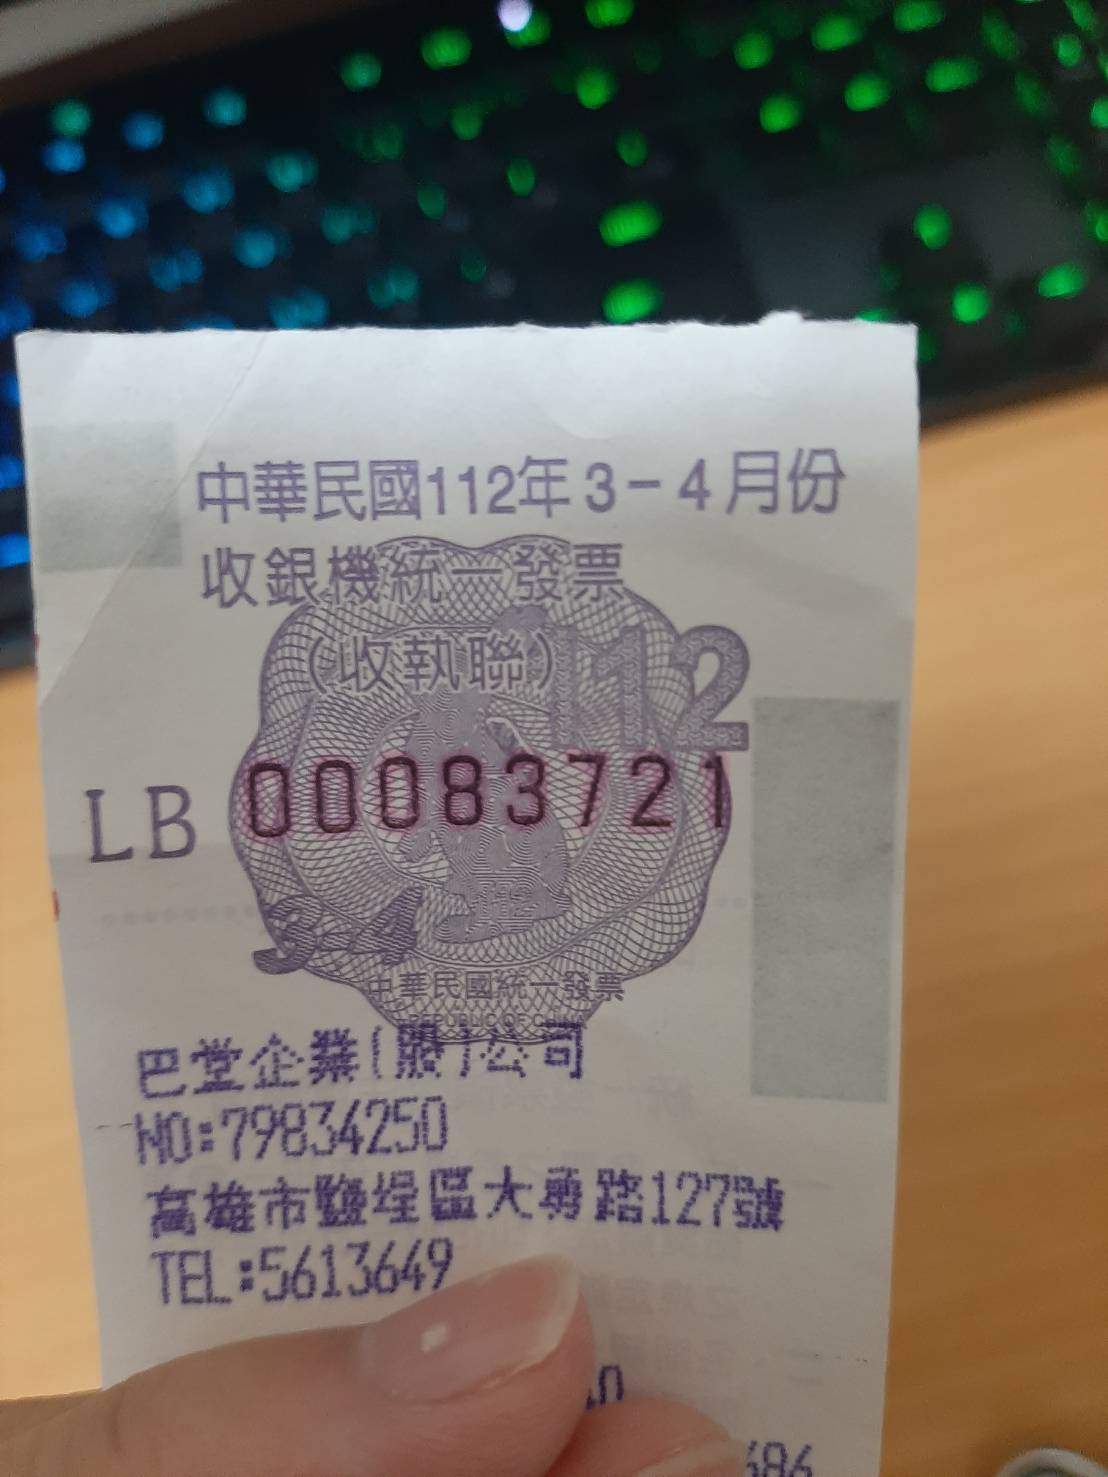 中華民國112年3-4月份
收銀機統一發票
(收執聯)
112
LB 00083721
112
3-4
中華民國統一發票
REPUBLIC OF CHINA
巴堂企業(股)公司
NO:79834250
高雄市鹽埕區大勇路127號
TEL:5613649